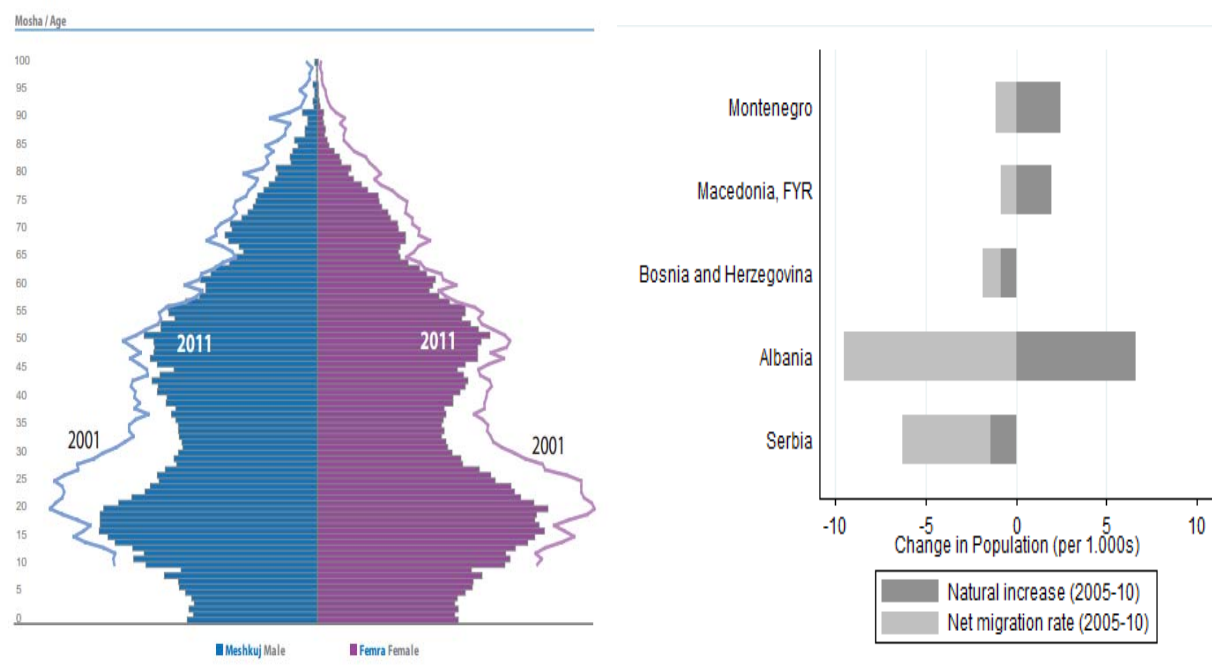 Mosha / Age
100
95
90
85
80
75
70
65
60
55
50
45
40
35
30
25
20
15
10
5
0
2011
2011
2001
2001
Meshkuj Male
Femra Female
Montenegro
Macedonia, FYR
Bosnia and Herzegovina
Albania
Serbia
-10 -5 0 5 10
Change in Population (per 1.000s)
Natural increase (2005-10)
Net migration rate (2005-10)